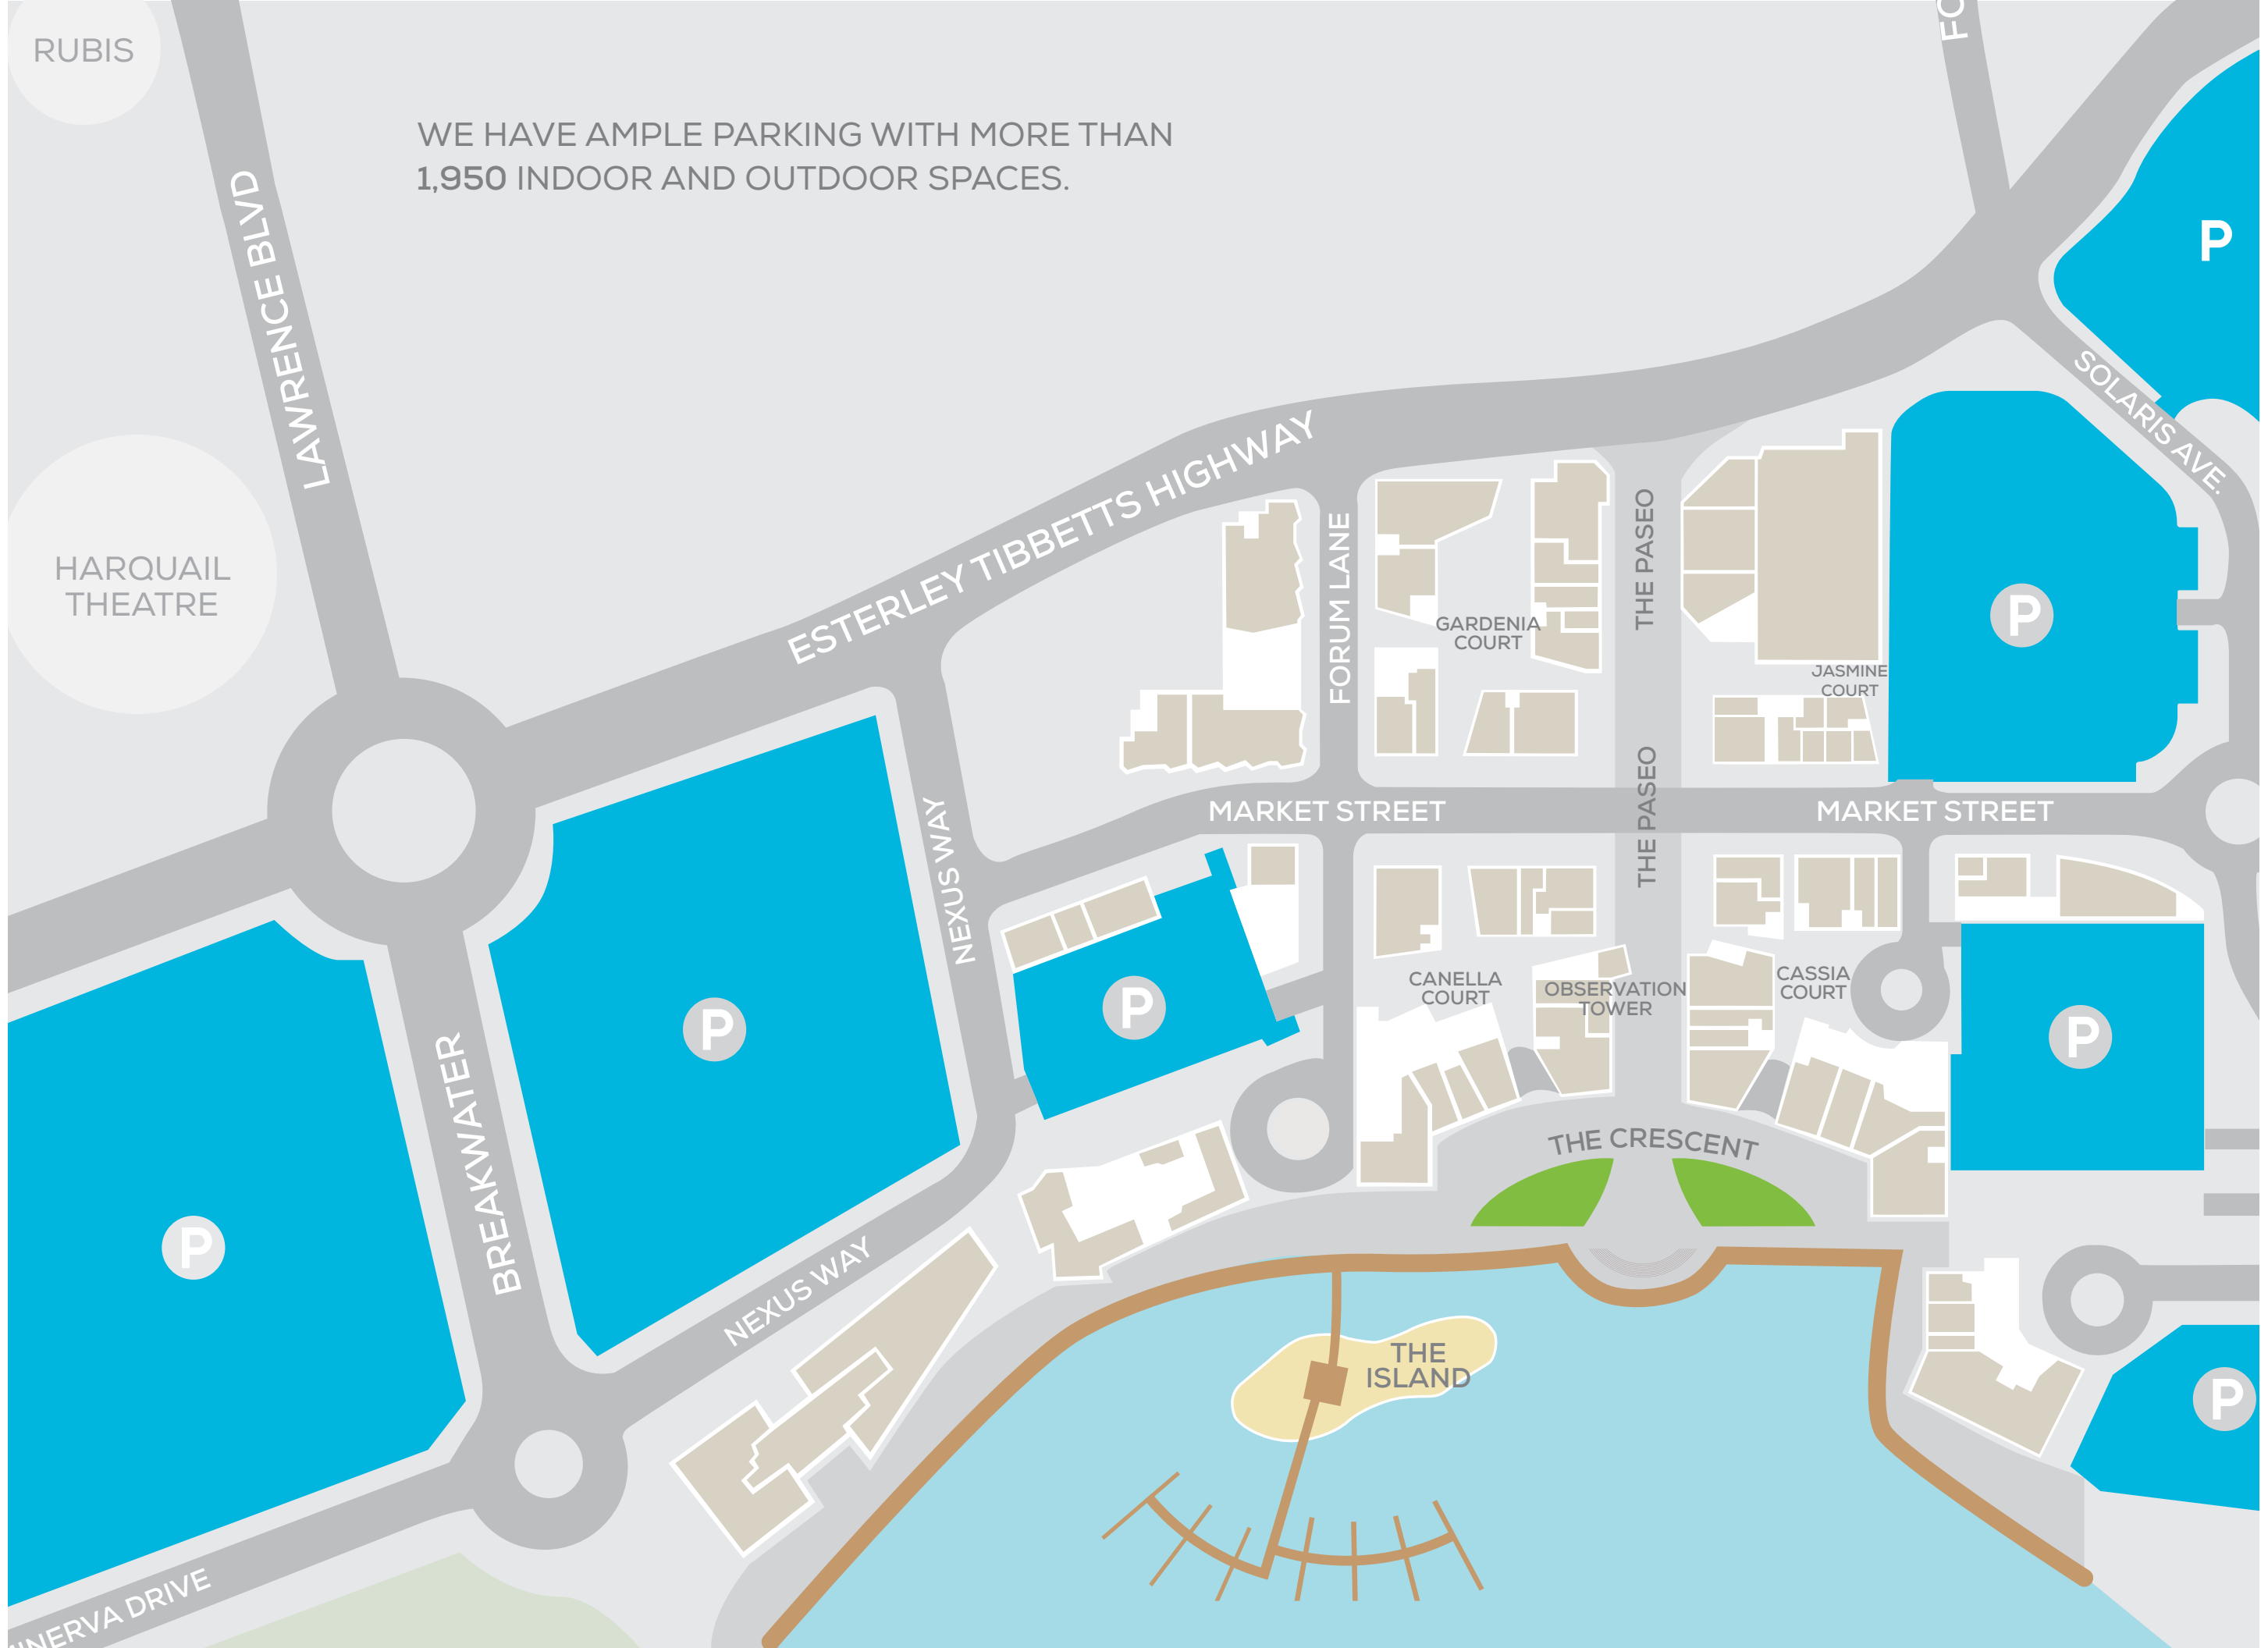 RUBIS
FO
WE HAVE AMPLE PARKING WITH MORE THAN
1,950 INDOOR AND OUTDOOR SPACES.
P
LAWRENCE BLVD
SOLARIS AVE.
ESTERLEY TIBBETTS HIGHWAY
HARQUAIL
THEATRE
FORUM LANE
THE PASEO
GARDENIA
COURT
P
JASMINE
COURT
THE PASEO
MARKET STREET
MARKET STREET
NEXUS WAY
CANELLA
COURT
OBSERVATION
TOWER
CASSIA
COURT
P
P
P
THE CRESCENT
BREAKWATER
P
NEXUS WAY
THE
ISLAND
P
INERVA DRIVE